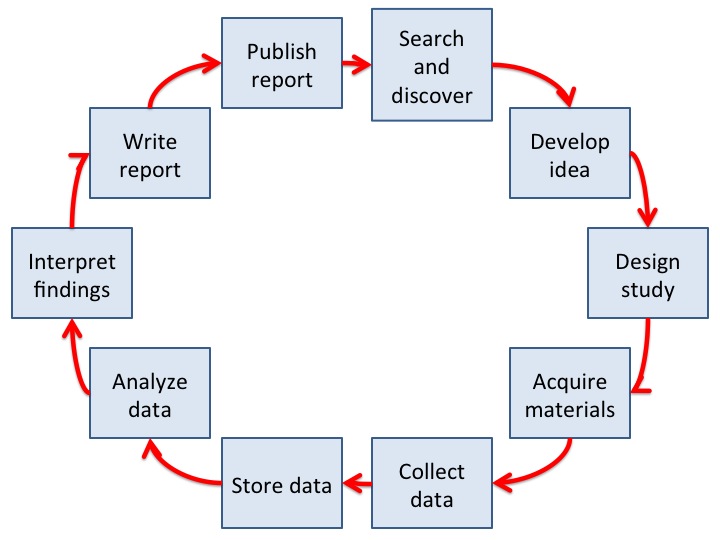 Publish
report
Search
and
discover
Develop
idea
Design
study
Acquire
materials
Collect
data
Store data
Analyze
data
Interpret
findings
Write
report